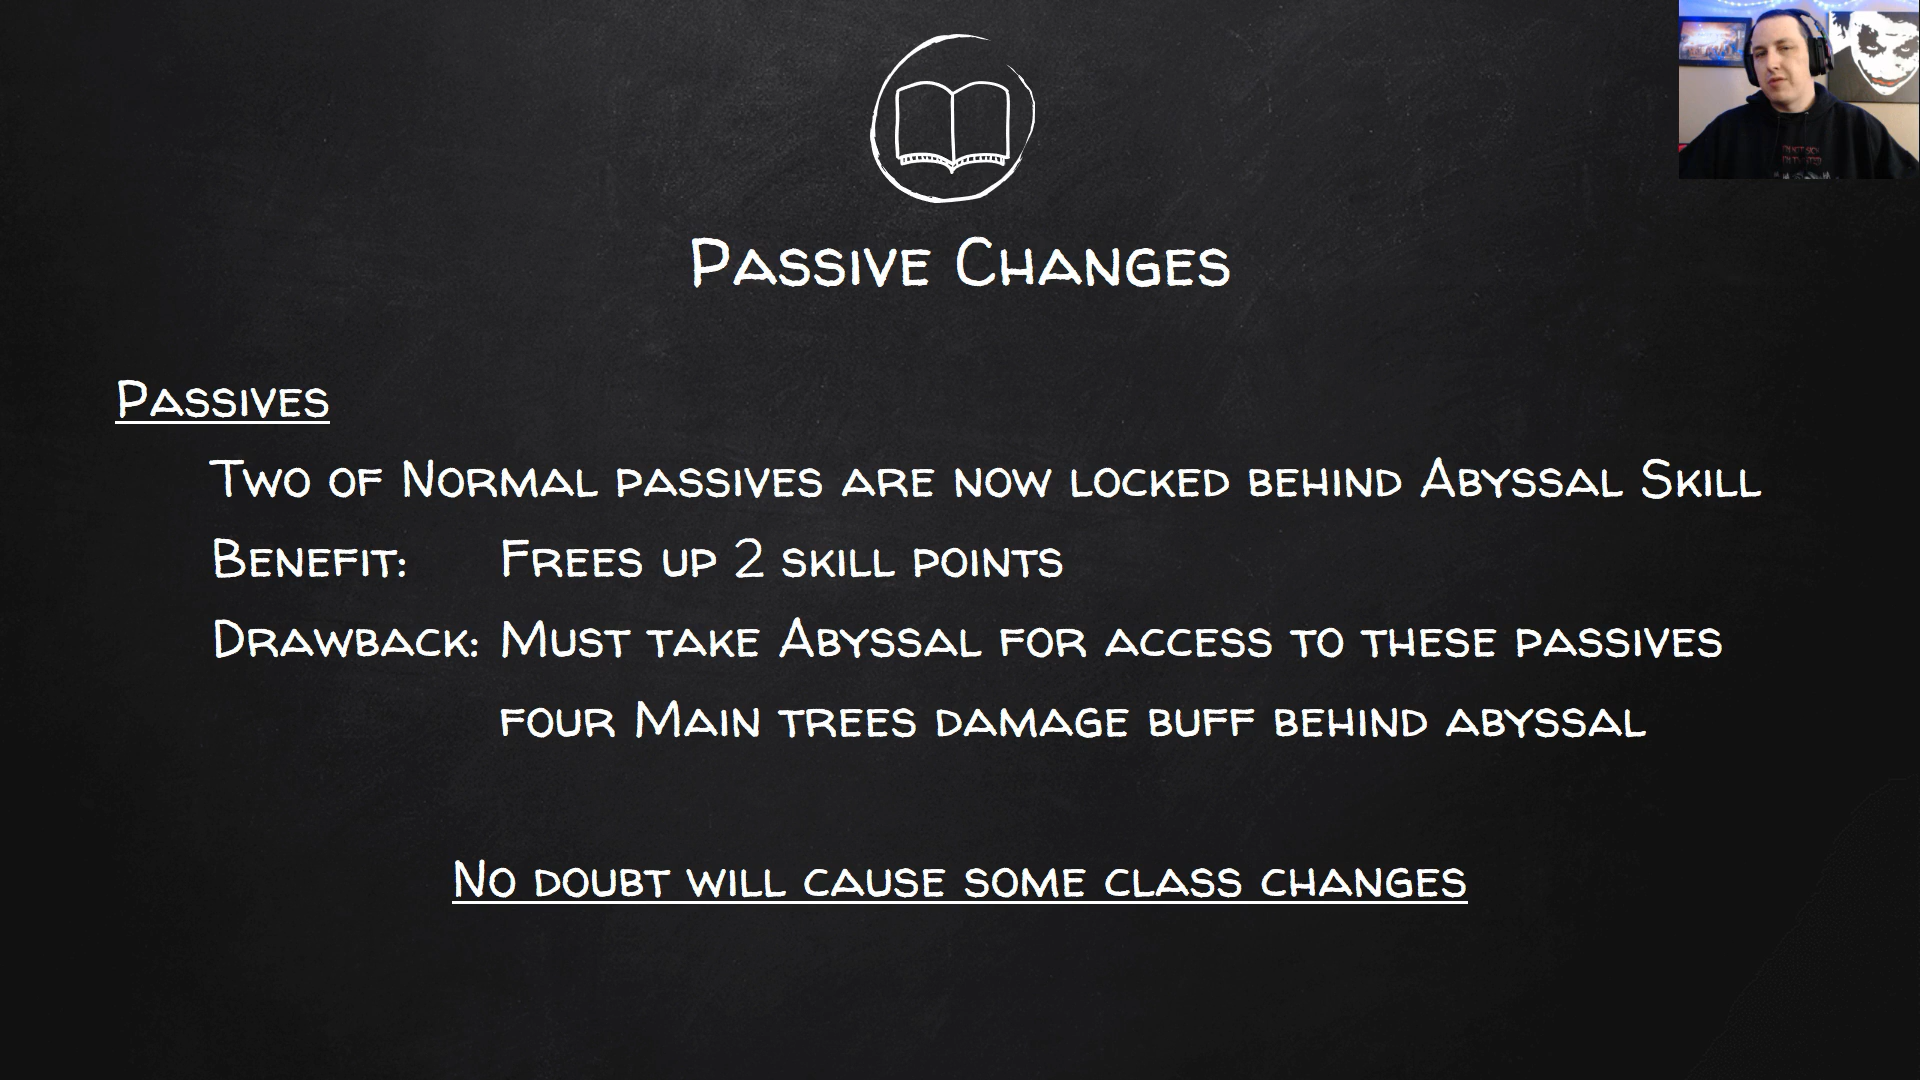 Passive Changes
Passives
Two of Normal passives are now locked behind Abyssal Skill
Benefit: Frees up 2 skill points
Drawback: Must take Abyssal for access to these passives
four Main trees damage buff behind abyssal
No doubt will cause some class changes